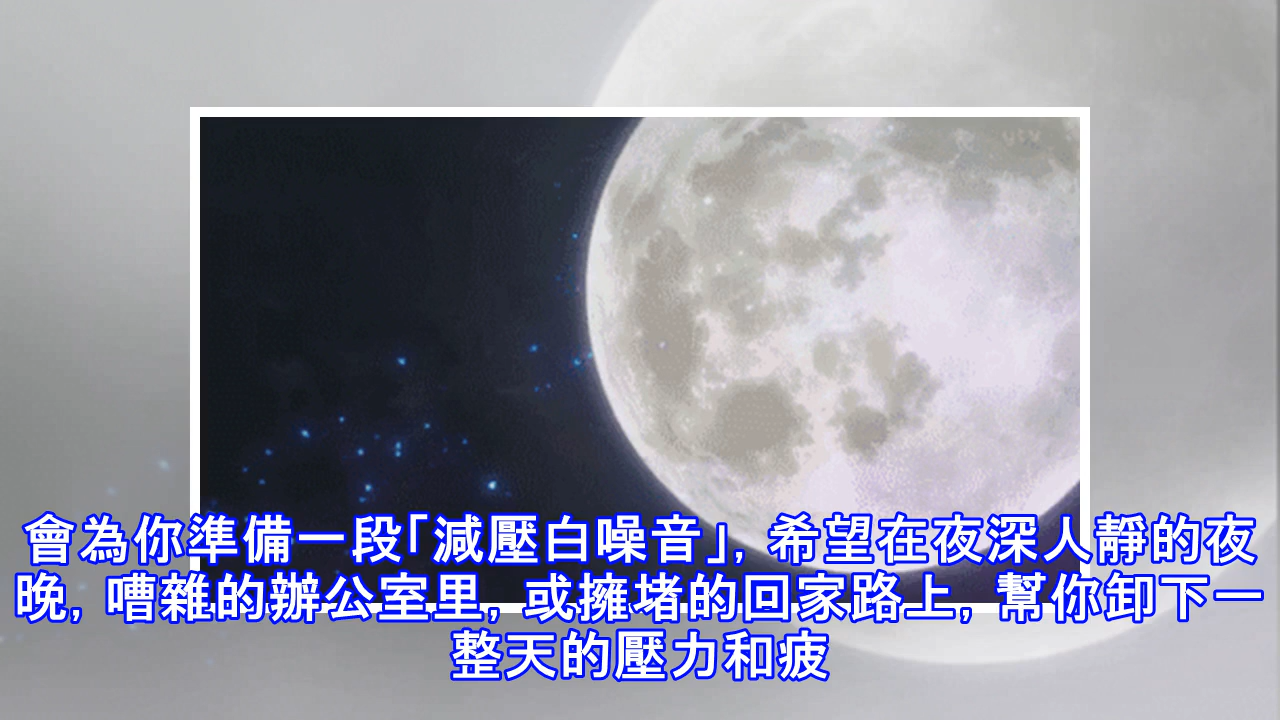 會為你準備一段「減壓白噪音」, 希望在夜深人靜的夜
晚, 嘈雜的辦公室里, 或擁堵的回家路上, 幫你卸下一
整天的壓力和疲